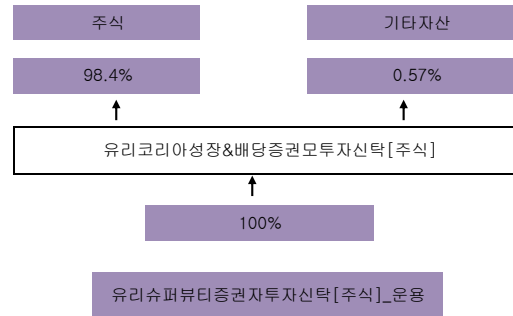 주식 기타자산
98.4% 0.57%
유리코리아성장&배당증권모투자신탁[주식]
100%
유리슈퍼뷰티증권자투자신탁[주식]_운용